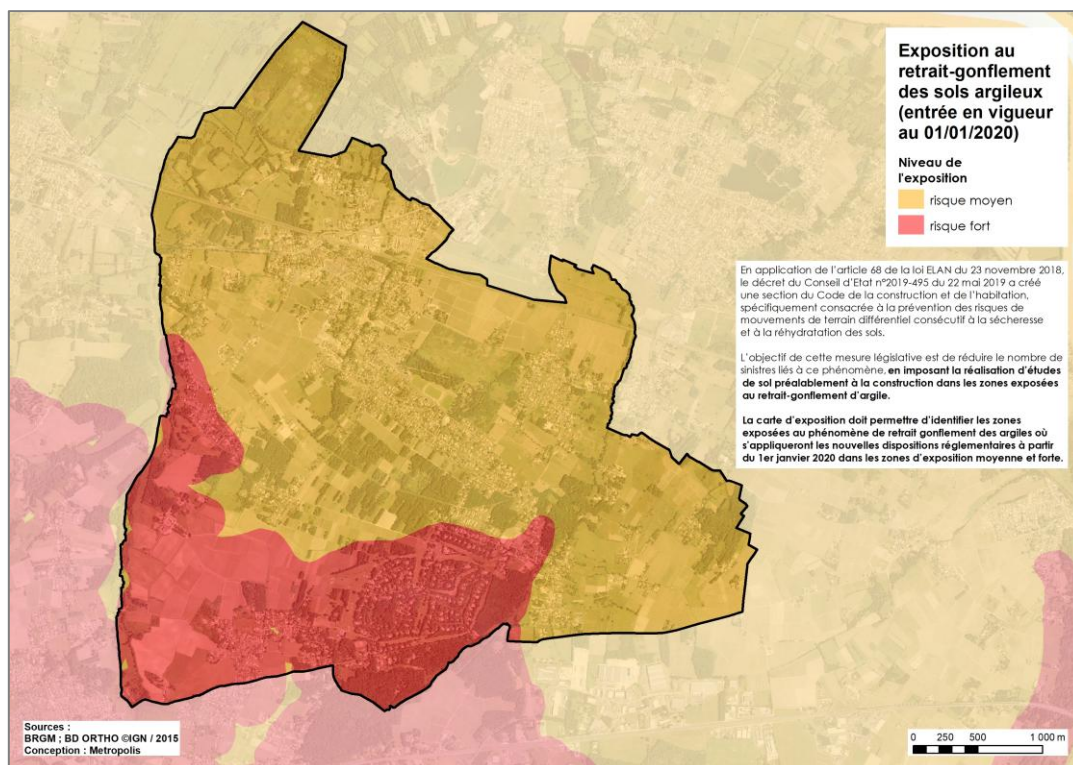 Exposition au
retrait-gonflement
des sols argileux
(entrée en vigueur
au 01/01/2020)
Niveau de
l'exposition
risque moyen
risque fort
En application de l'article 68 de la loi ELAN du 23 novembre 2018,
le décret du Conseil d'Etat n°2019-495 du 22 mai 2019 a créé
une section du Code de la construction et de l'habitation,
spécifiquement consacrée à la prévention des risques de
mouvements de terrain différentiel consécutif à la sécheresse
et à la réhydratation des sols.
L'objectif de cette mesure législative est de réduire le nombre de
sinistres liés à ce phénomène, en imposant la réalisation d'études
de sol préalablement à la construction dans les zones exposées
au retrait-gonflement d'argile.
La carte d'exposition doit permettre d'identifier les zones
exposées au phénomène de retrait gonflement des argiles où
s'appliqueront les nouvelles dispositions réglementaires à partir
du 1er janvier 2020 dans les zones d'exposition moyenne et forte.
Sources :
BRGM ; BD ORTHO ©IGN / 2015
Conception : Metropolis
0 250 500 1 000 m